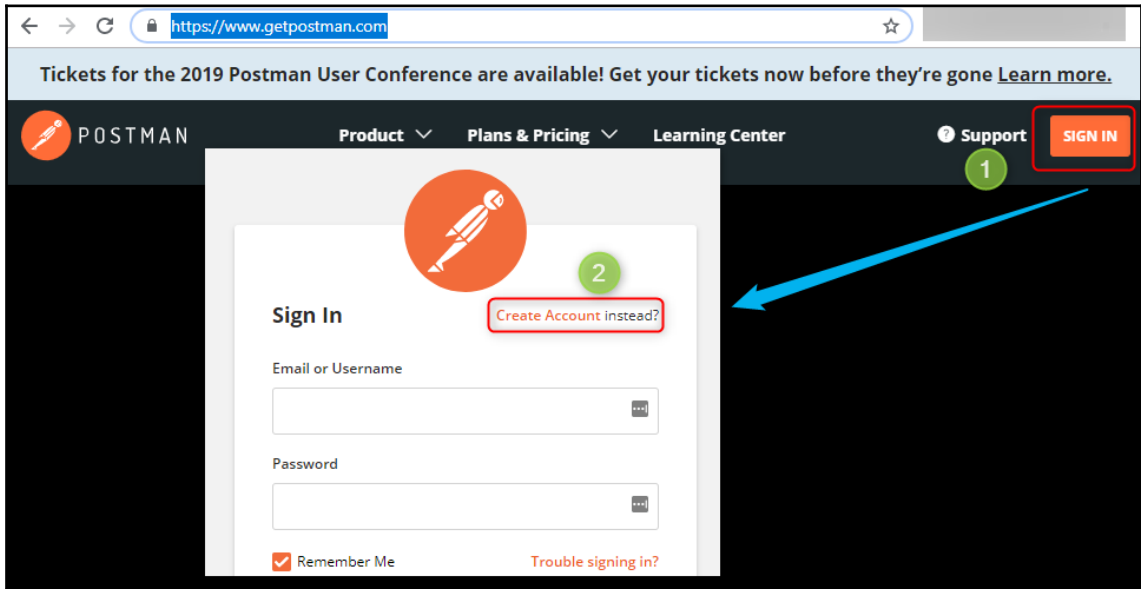 https://www.getpostman.com
Tickets for the 2019 Postman User Conference are available! Get your tickets now before they're gone Learn more.
POSTMAN Product Plans & Pricing Learning Center ? Support SIGN IN
1
2
Sign In Create Account instead?
Email or Username
Password
Remember Me Trouble signing in?